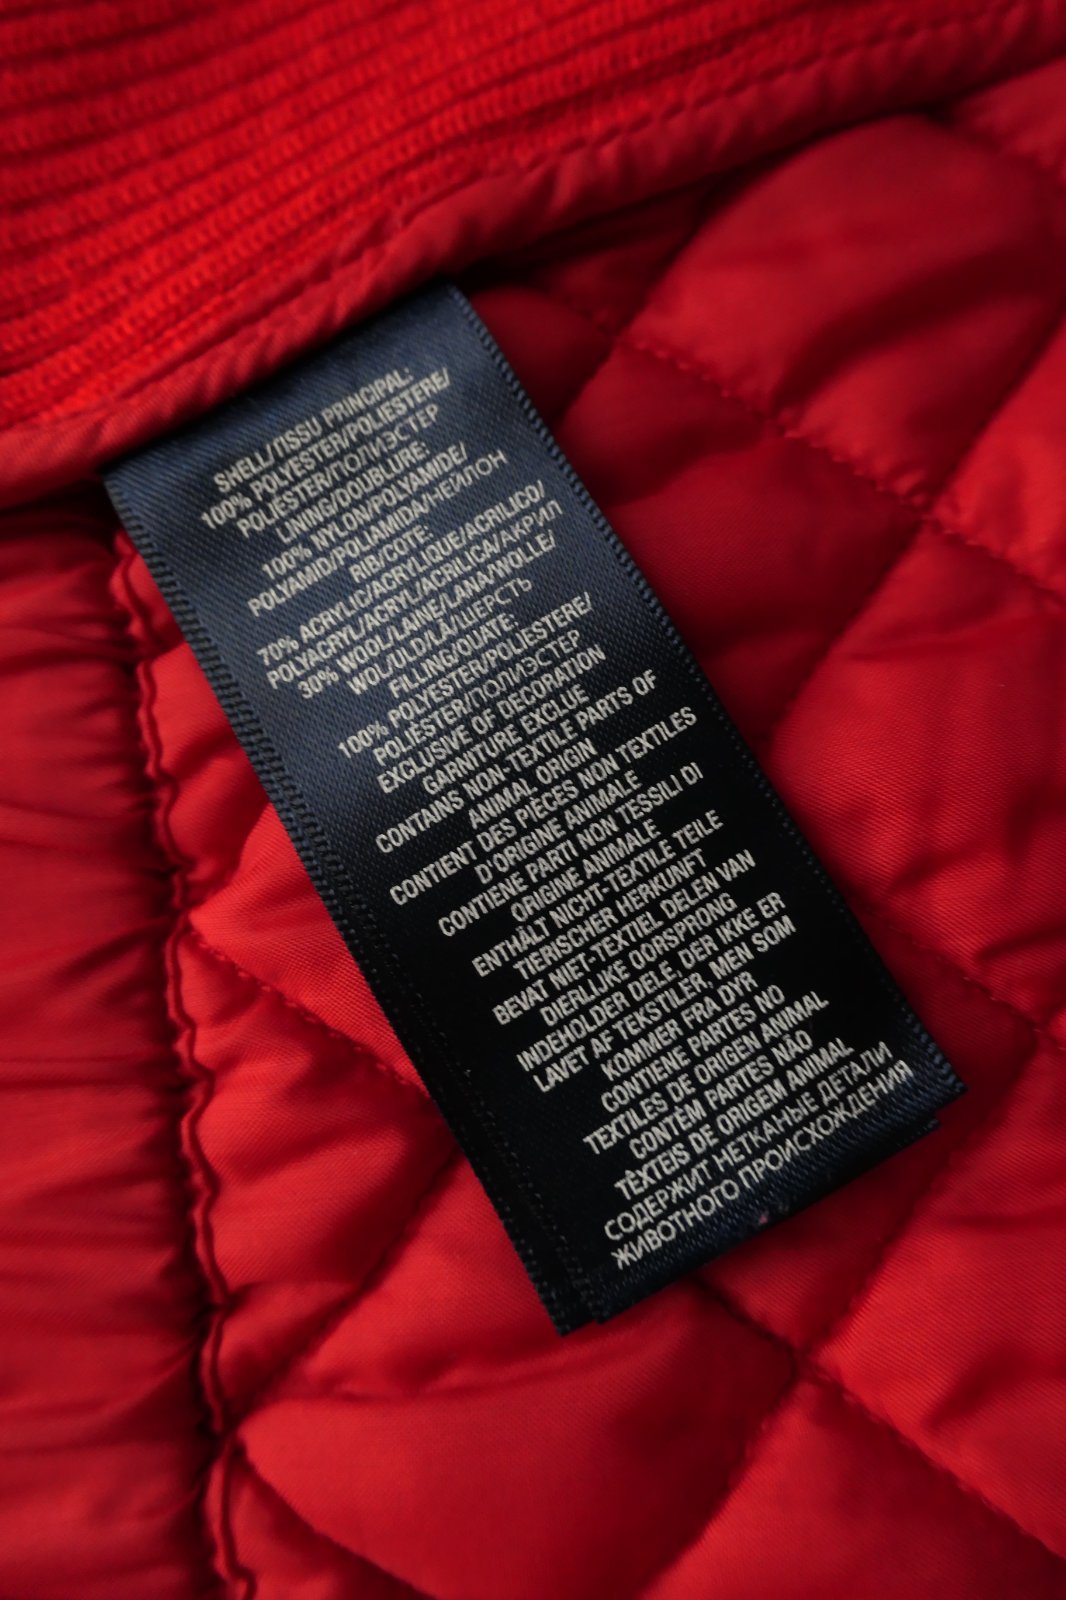 SHELL/TISSU PRINCIPAL:
100% POLYESTER/POLIESTERE/
POLIÉSTER/ПОЛИЭСТЕР
LINING/DOUBLURE:
100% NYLON/POLYAMIDE/
POLYAMID/POLIAMIDA/НЕЙЛОН
RIB/CÔTE:
70% ACRYLIC/ACRYLIQUE/ACRILICO/
POLYACRYL/ACRYL/ACRILICA/АКРИЛ
30% WOOL/LAINE/LANA/WOLLE/
WOL/ULD/LÃ/ШЕРСТЬ
FILLING/OUATE:
100% POLYESTER/POLIESTERE/
POLIÉSTER/ПОЛИЭСТЕР
EXCLUSIVE OF DECORATION
GARNITURE EXCLUE
CONTAINS NON-TEXTILE PARTS OF
ANIMAL ORIGIN
CONTIENT DES PIÈCES NON TEXTILES
D'ORIGINE ANIMALE
CONTIENE PARTI NON TESSILI DI
ORIGINE ANIMALE
ENTHÄLT NICHT-TEXTILE TEILE
TIERISCHER HERKUNFT
BEVAT NIET-TEXTIEL DELEN VAN
DIERLIJKE OORSPRONG
INDEHOLDER DELE, DER IKKE ER
LAVET AF TEKSTILER, MEN SOM
KOMMER FRA DYR
CONTIENE PARTES NO
TEXTILES DE ORIGEN ANIMAL
CONTÉM PARTES NÃO
TÊXTEIS DE ORIGEM ANIMAL
СОДЕРЖИТ НЕТКАНЫЕ ДЕТАЛИ
ЖИВОТНОГО ПРОИСХОЖДЕНИЯ